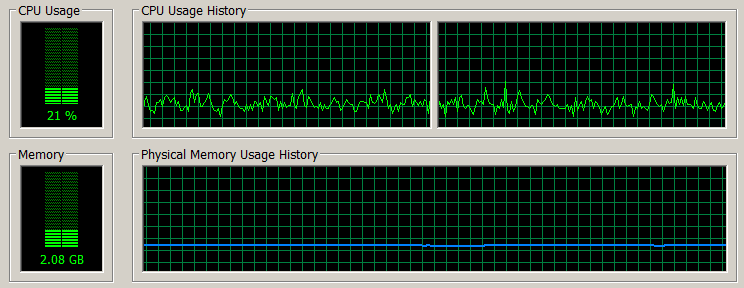 CPU Usage
CPU Usage History
21 %
Memory
Physical Memory Usage History
2.08 GB